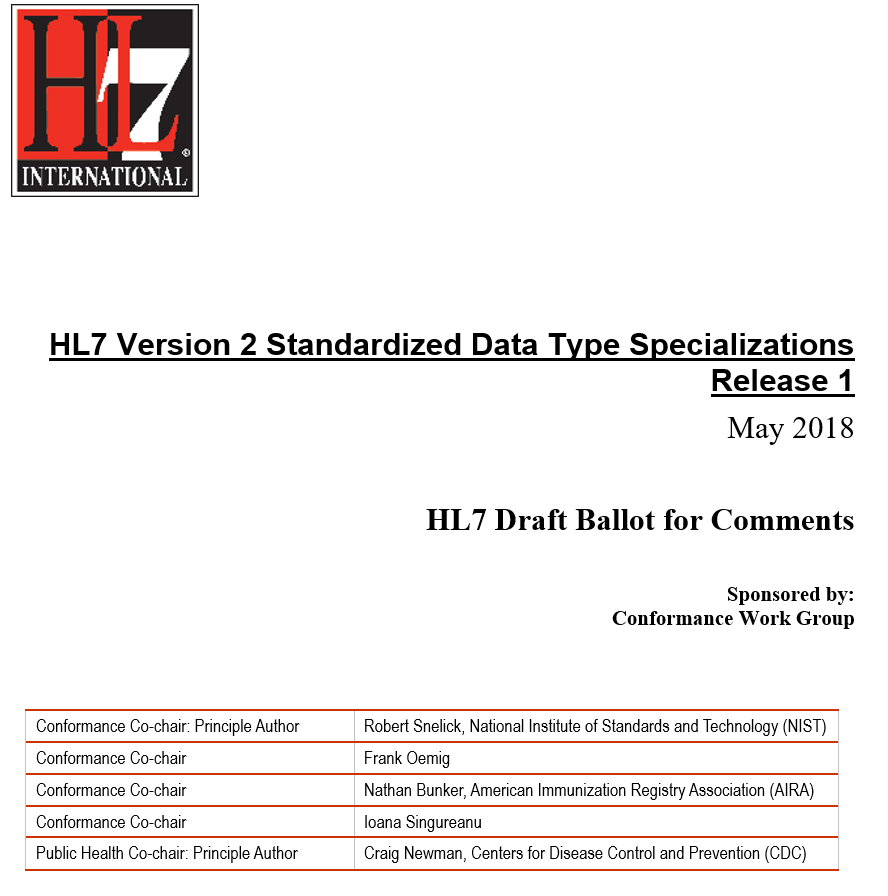 HL7
®
INTERNATIONAL
HL7 Version 2 Standardized Data Type Specializations
Release 1
May 2018
HL7 Draft Ballot for Comments
Sponsored by:
Conformance Work Group
Conformance Co-chair: Principle Author Robert Snelick, National Institute of Standards and Technology (NIST)
Conformance Co-chair Frank Oemig
Conformance Co-chair Nathan Bunker, American Immunization Registry Association (AIRA)
Conformance Co-chair Ioana Singureanu
Public Health Co-chair: Principle Author Craig Newman, Centers for Disease Control and Prevention (CDC)